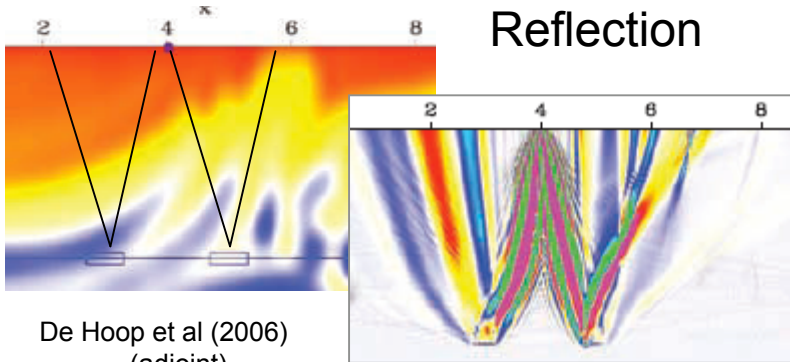 Reflection
x
2 4 6 8
2 4 6 8
De Hoop et al (2006)
(adjoint)